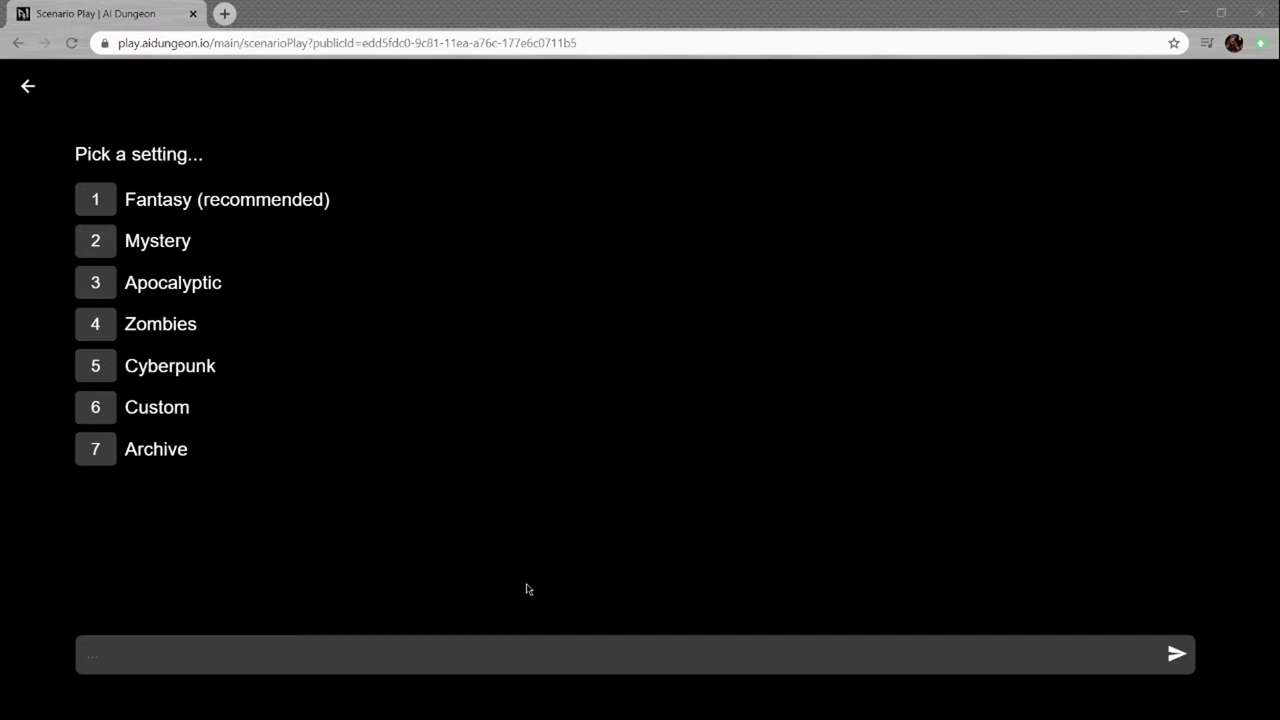 Scenario Play | AI Dungeon
play.aidungeon.io/main/scenarioPlay?publicId=edd5fdc0-9c81-11ea-a76c-177e6c0711b5
Pick a setting...
1 Fantasy (recommended)
2 Mystery
3 Apocalyptic
4 Zombies
5 Cyberpunk
6 Custom
7 Archive
...